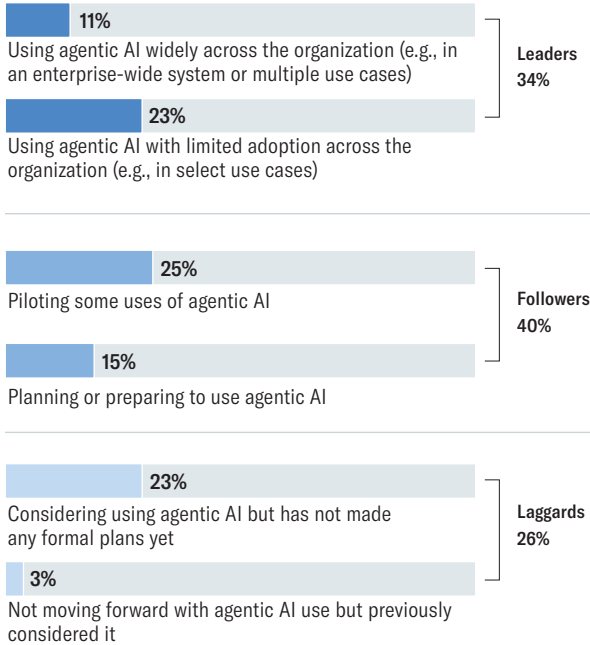 11%
Using agentic AI widely across the organization (e.g., in
an enterprise-wide system or multiple use cases)
Leaders
34%
23%
Using agentic AI with limited adoption across the
organization (e.g., in select use cases)
25%
Piloting some uses of agentic AI
Followers
40%
15%
Planning or preparing to use agentic AI
23%
Considering using agentic AI but has not made
any formal plans yet
Laggards
26%
3%
Not moving forward with agentic AI use but previously
considered it